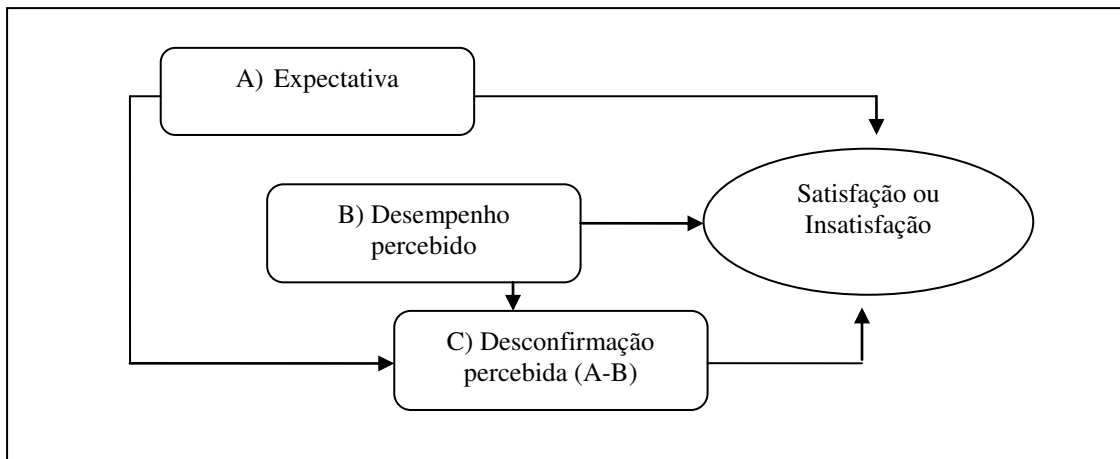 A) Expectativa
B) Desempenho
percebido
Satisfação ou
Insatisfação
C) Desconfirmação
percebida (A-B)